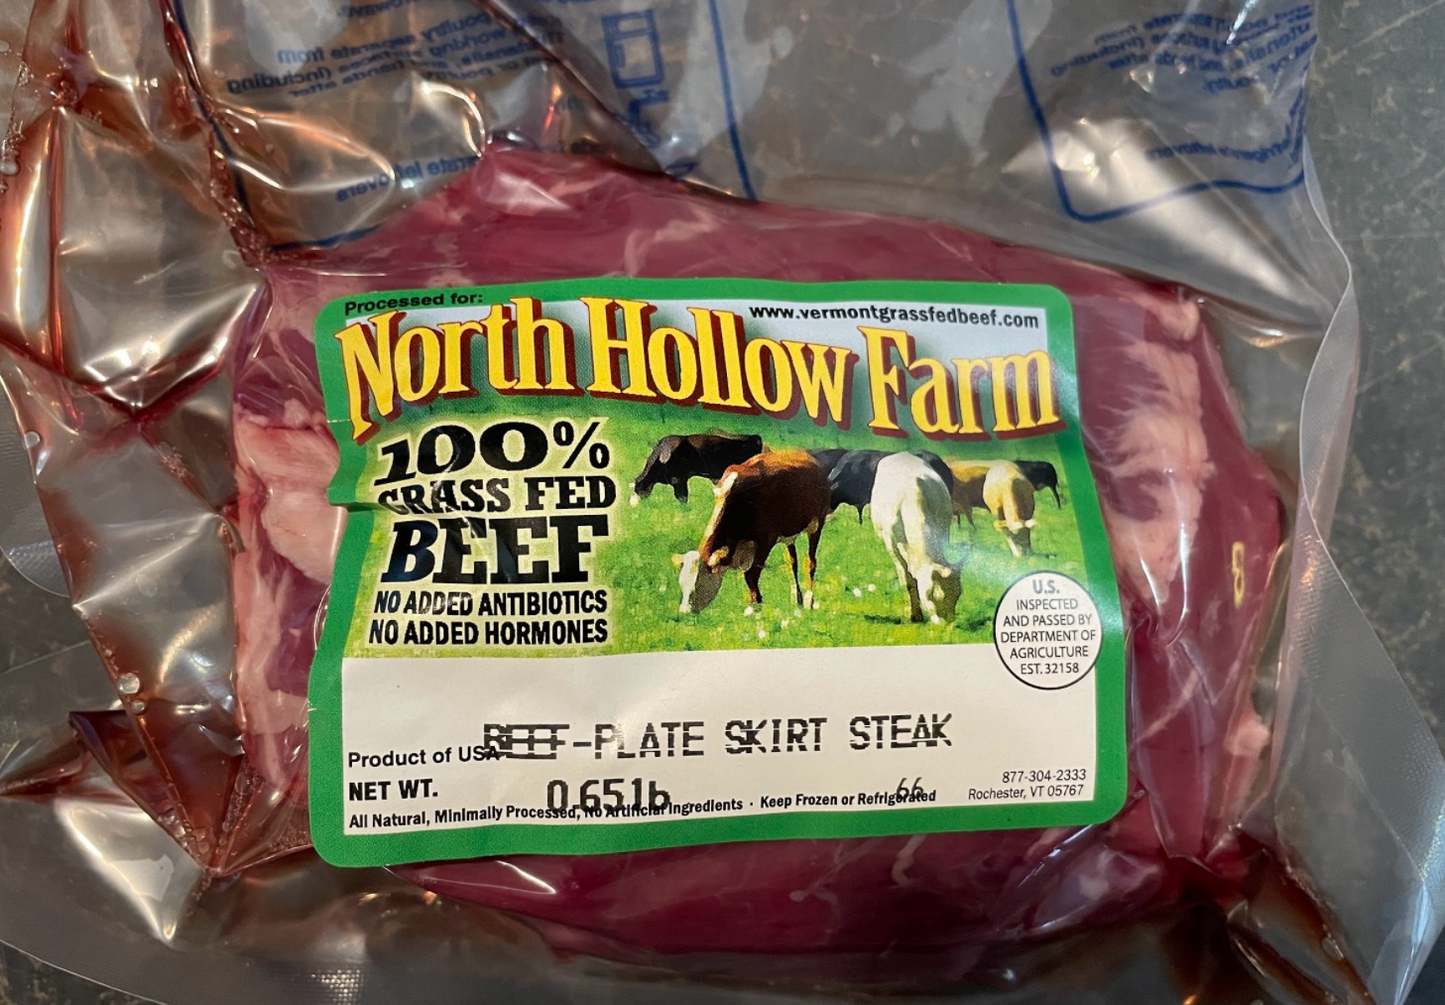 Processed for:
www.vermontgrassfedbeef.com
North Hollow Farm
100%
GRASS FED
BEEF
NO ADDED ANTIBIOTICS
NO ADDED HORMONES
U.S.
INSPECTED
AND PASSED BY
DEPARTMENT OF
AGRICULTURE
EST. 32158
BEEF-PLATE SKIRT STEAK
Product of USA
NET WT. 0.65lb 66
All Natural, Minimally Processed, No Artificial Ingredients · Keep Frozen or Refrigerated
877-304-2333
Rochester, VT 05767
8